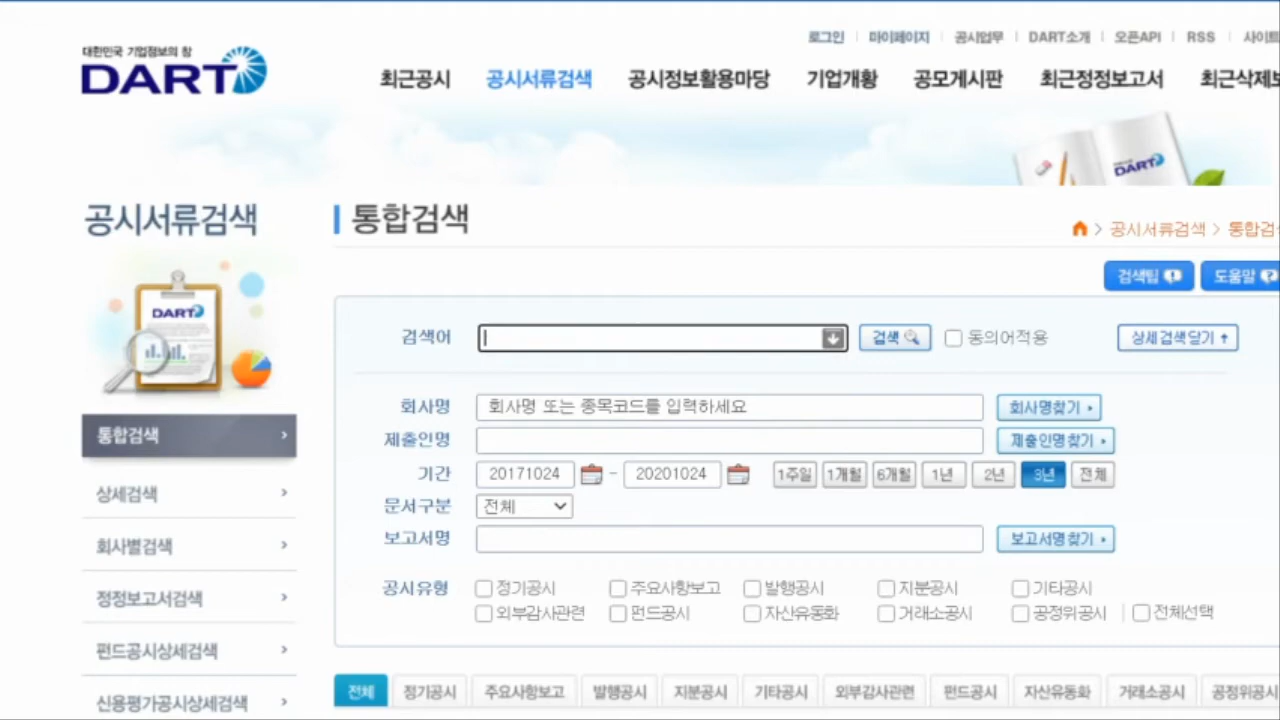 로그인 마이페이지 공시업무 DART소개 오픈API RSS
대한민국 기업정보의 창
DART
최근공시 공시서류검색 공시정보활용마당 기업개황 공모게시판 최근정정보고서 최근삭제보
DART
공시서류검색
통합검색
공시서류검색 > 통합검색
검색팁 도움말
DART
검색어 검색 동의어적용 상세검색닫기
회사명 회사명 또는 종목코드를 입력하세요 회사명찾기
제출인명 제출인명찾기
기간 20171024 - 20201024 1주일 1개월 6개월 1년 2년 3년 전체
문서구분 전체
보고서명 보고서명찾기
공시유형 정기공시 주요사항보고 발행공시 지분공시 기타공시
외부감사관련 펀드공시 자산유동화 거래소공시 공정위공시 전체선택
통합검색
상세검색
회사별검색
정정보고서검색
펀드공시상세검색
신용평가공시상세검색
전체 정기공시 주요사항보고 발행공시 지분공시 기타공시 외부감사관련 펀드공시 자산유동화 거래소공시 공정위공시